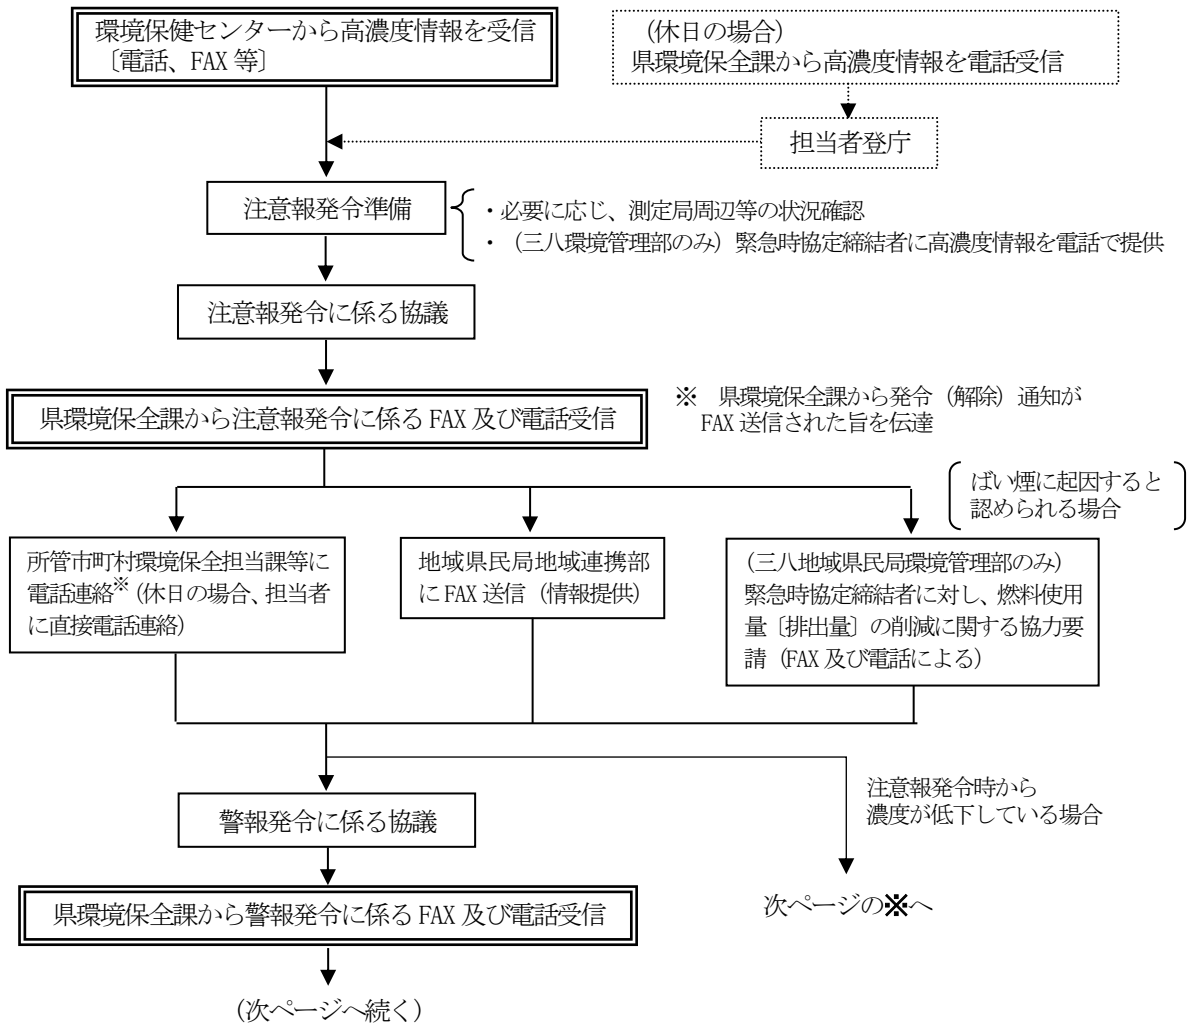 環境保健センターから高濃度情報を受信
〔電話、FAX 等〕
（休日の場合）
県環境保全課から高濃度情報を電話受信
担当者登庁
注意報発令準備
・必要に応じ、測定局周辺等の状況確認
・（三八環境管理部のみ）緊急時協定締結者に高濃度情報を電話で提供
注意報発令に係る協議
県環境保全課から注意報発令に係る FAX 及び電話受信
※　県環境保全課から発令（解除）通知が
FAX 送信された旨を伝達
ばい煙に起因すると
認められる場合
所管市町村環境保全担当課等に
電話連絡※（休日の場合、担当者
に直接電話連絡）
地域県民局地域連携部
に FAX 送信（情報提供）
（三八地域県民局環境管理部のみ）
緊急時協定締結者に対し、燃料使用
量〔排出量〕の削減に関する協力要
請（FAX 及び電話による）
注意報発令時から
濃度が低下している場合
警報発令に係る協議
次ページの※へ
県環境保全課から警報発令に係る FAX 及び電話受信
（次ページへ続く）